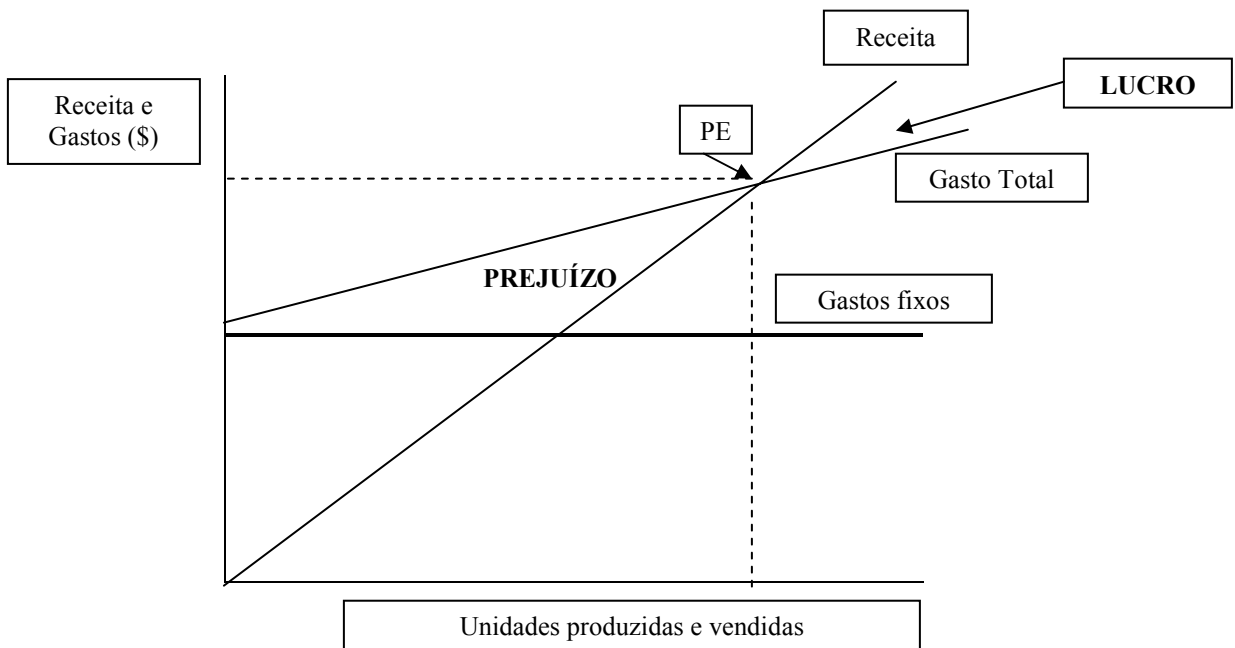 Receita
LUCRO
Receita e
Gastos ($)
PE
Gasto Total
PREJUÍZO
Gastos fixos
Unidades produzidas e vendidas